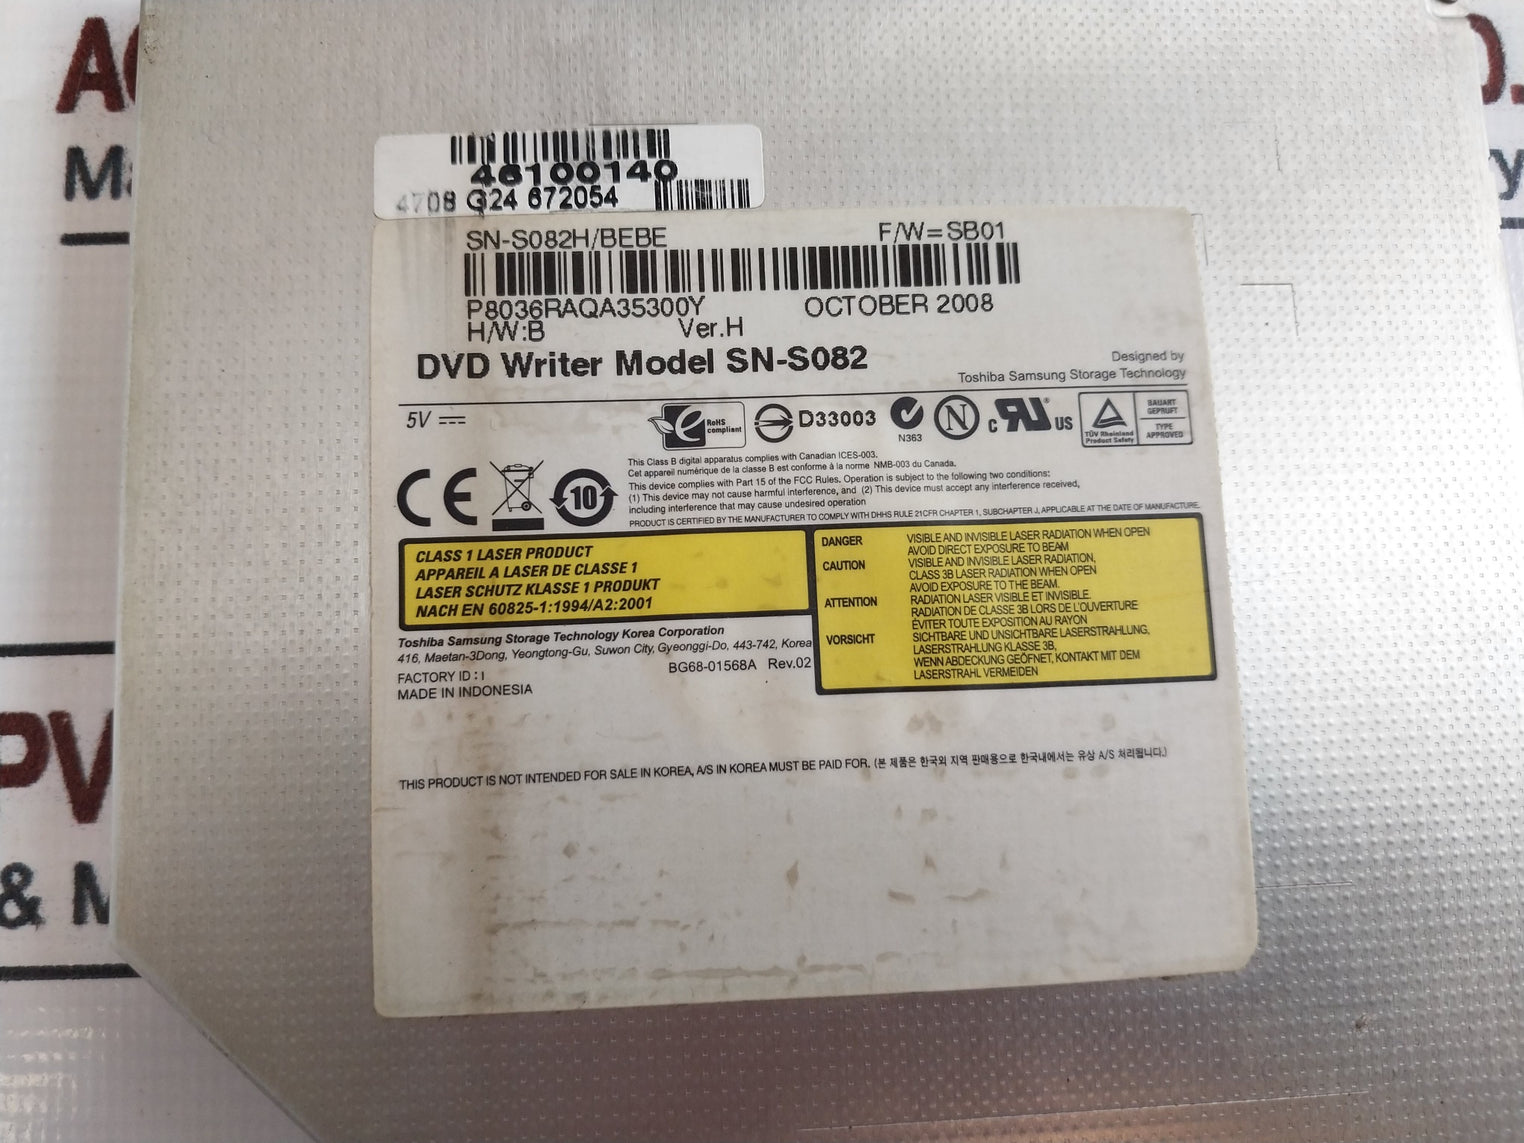 46100140
4708 G24 672054
SN-S082H/BEBE F/W=SB01
P8036RAQA35300Y OCTOBER 2008
H/W:B Ver.H
DVD Writer Model SN-S082
Designed by
Toshiba Samsung Storage Technology
5V
RoHS
compliant
D33003
N363
N
c RU US
TÜV Rheinland
Product Safety
BAUART
GEPRÜFT
TYPE
APPROVED
CE
10
This Class B digital apparatus complies with Canadian ICES-003.
Cet appareil numérique de la classe B est conforme à la norme NMB-003 du Canada.
This device complies with Part 15 of the FCC Rules. Operation is subject to the following two conditions:
(1) This device may not cause harmful interference, and (2) This device must accept any interference received,
including interference that may cause undesired operation
PRODUCT IS CERTIFIED BY THE MANUFACTURER TO COMPLY WITH DHHS RULE 21CFR CHAPTER 1, SUBCHAPTER J, APPLICABLE AT THE DATE OF MANUFACTURE.
CLASS 1 LASER PRODUCT
APPAREIL A LASER DE CLASSE 1
LASER SCHUTZ KLASSE 1 PRODUKT
NACH EN 60825-1:1994/A2:2001
DANGER VISIBLE AND INVISIBLE LASER RADIATION WHEN OPEN
AVOID DIRECT EXPOSURE TO BEAM
CAUTION VISIBLE AND INVISIBLE LASER RADIATION,
CLASS 3B LASER RADIATION WHEN OPEN
AVOID EXPOSURE TO THE BEAM.
ATTENTION RADIATION LASER VISIBLE ET INVISIBLE.
RADIATION DE CLASSE 3B LORS DE L'OUVERTURE
ÉVITER TOUTE EXPOSITION AU RAYON
VORSICHT SICHTBARE UND UNSICHTBARE LASERSTRAHLUNG,
LASERSTRAHLUNG KLASSE 3B,
WENN ABDECKUNG GEÖFNET, KONTAKT MIT DEM
LASERSTRAHL VERMEIDEN
Toshiba Samsung Storage Technology Korea Corporation
416, Maetan-3Dong, Yeongtong-Gu, Suwon City, Gyeonggi-Do, 443-742, Korea
BG68-01568A Rev.02
FACTORY ID : I
MADE IN INDONESIA
THIS PRODUCT IS NOT INTENDED FOR SALE IN KOREA, A/S IN KOREA MUST BE PAID FOR. (본 제품은 한국외 지역 판매용으로 한국내에서는 유상 A/S 처리됩니다.)
PV
& M